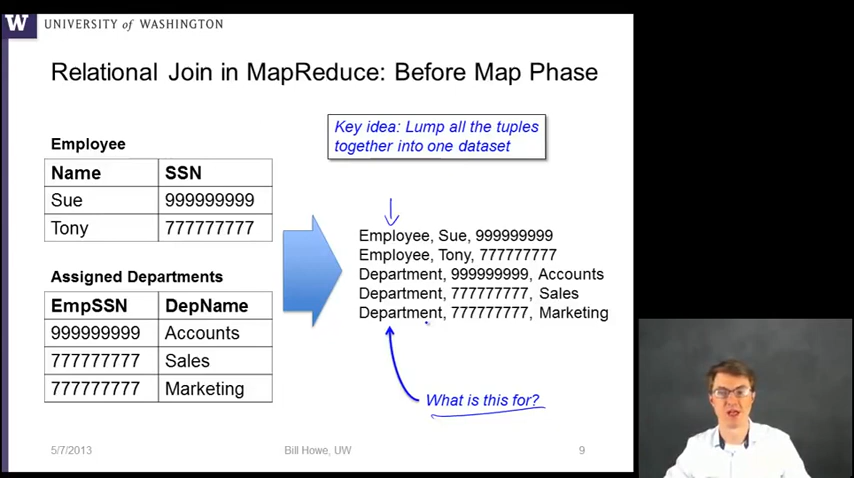 W UNIVERSITY of WASHINGTON
Relational Join in MapReduce: Before Map Phase
Key idea: Lump all the tuples
together into one dataset
Employee
Name SSN
Sue 999999999
Tony 777777777
Assigned Departments
EmpSSN DepName
999999999 Accounts
777777777 Sales
777777777 Marketing
Employee, Sue, 999999999
Employee, Tony, 777777777
Department, 999999999, Accounts
Department, 777777777, Sales
Department, 777777777, Marketing
What is this for?
5/7/2013 Bill Howe, UW 9